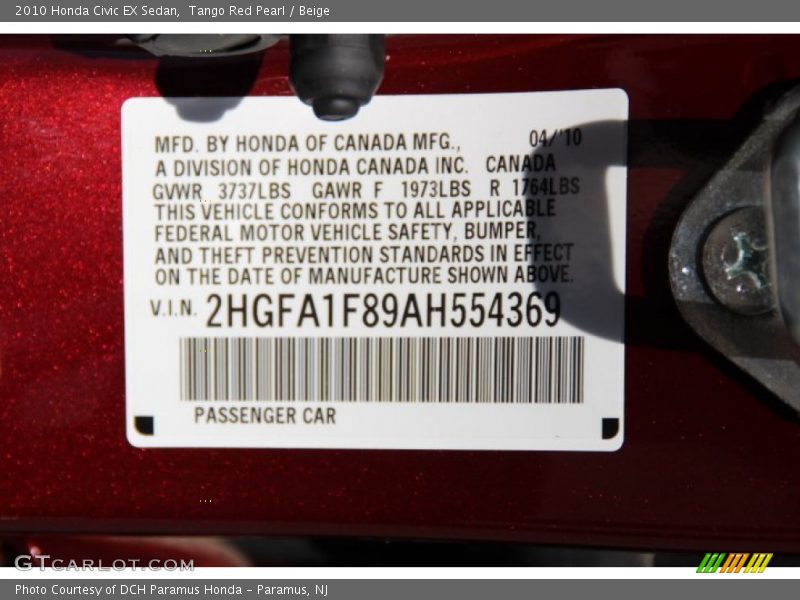 2010 Honda Civic EX Sedan,  Tango Red Pearl / Beige
MFD. BY HONDA OF CANADA MFG., 04/'10
A DIVISION OF HONDA CANADA INC. CANADA
GVWR 3737LBS GAWR F 1973LBS R 1764LBS
THIS VEHICLE CONFORMS TO ALL APPLICABLE
FEDERAL MOTOR VEHICLE SAFETY, BUMPER,
AND THEFT PREVENTION STANDARDS IN EFFECT
ON THE DATE OF MANUFACTURE SHOWN ABOVE.
V.I.N. 2HGFA1F89AH554369
PASSENGER CAR
GTCARLOT.COM
Photo Courtesy of DCH Paramus Honda - Paramus, NJ